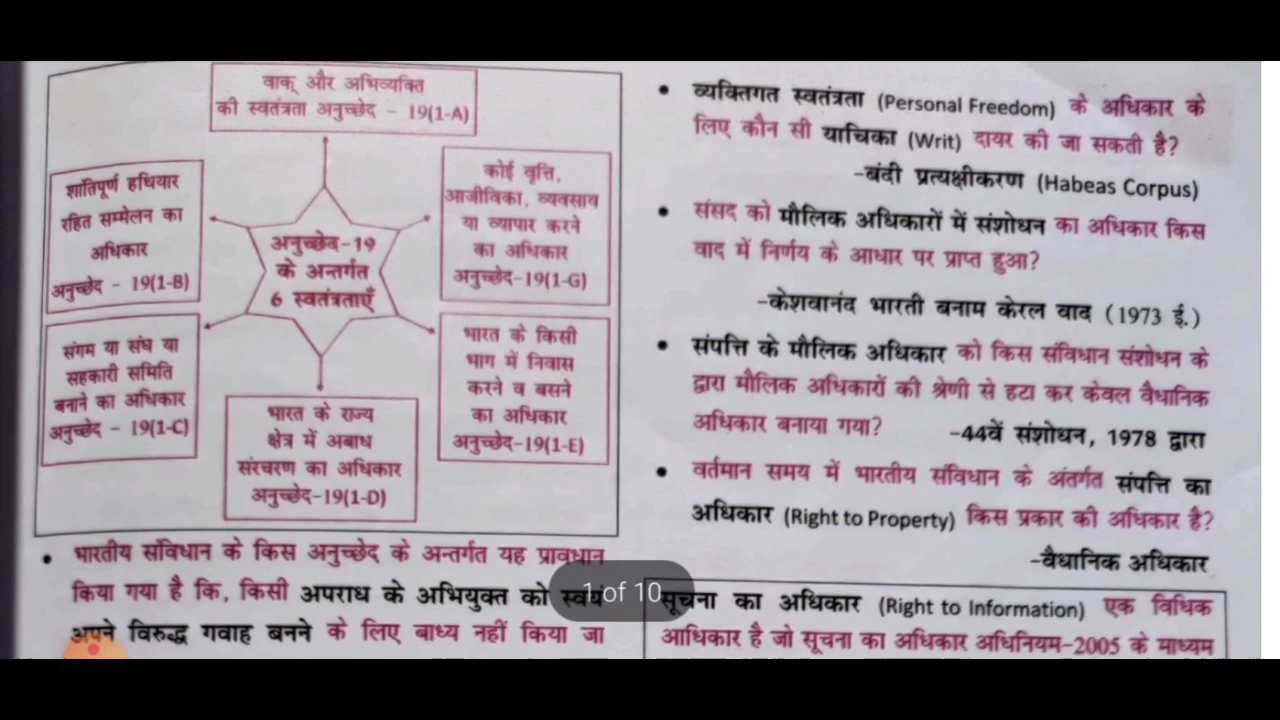 वाक् और अभिव्यक्ति
की स्वतंत्रता अनुच्छेद - 19(1-A)
शांतिपूर्ण हथियार
रहित सम्मेलन का
अधिकार
अनुच्छेद - 19(1-B)
कोई वृत्ति,
आजीविका, व्यवसाय
या व्यापार करने
का अधिकार
अनुच्छेद-19(1-G)
अनुच्छेद-19
के अन्तर्गत
6 स्वतंत्रताएँ
संगम या संघ या
सहकारी समिति
बनाने का अधिकार
अनुच्छेद - 19(1-C)
भारत के किसी
भाग में निवास
करने व बसने
का अधिकार
अनुच्छेद-19(1-E)
भारत के राज्य
क्षेत्र में अबाध
संरचरण का अधिकार
अनुच्छेद-19(1-D)
• भारतीय संविधान के किस अनुच्छेद के अन्तर्गत यह प्रावधान
किया गया है कि, किसी अपराध के अभियुक्त को स्वयं
अपने विरुद्ध गवाह बनने के लिए बाध्य नहीं किया जा
• व्यक्तिगत स्वतंत्रता (Personal Freedom) के अधिकार के
लिए कौन सी याचिका (Writ) दायर की जा सकती है?
-बंदी प्रत्यक्षीकरण (Habeas Corpus)
• संसद को मौलिक अधिकारों में संशोधन का अधिकार किस
वाद में निर्णय के आधार पर प्राप्त हुआ?
-केशवानंद भारती बनाम केरल वाद (1973 ई.)
• संपत्ति के मौलिक अधिकार को किस संविधान संशोधन के
द्वारा मौलिक अधिकारों की श्रेणी से हटा कर केवल वैधानिक
अधिकार बनाया गया? -44वें संशोधन, 1978 द्वारा
• वर्तमान समय में भारतीय संविधान के अंतर्गत संपत्ति का
अधिकार (Right to Property) किस प्रकार की अधिकार है?
-वैधानिक अधिकार
सूचना का अधिकार (Right to Information) एक विधिक
आधिकार है जो सूचना का अधिकार अधिनियम-2005 के माध्यम
1 of 10